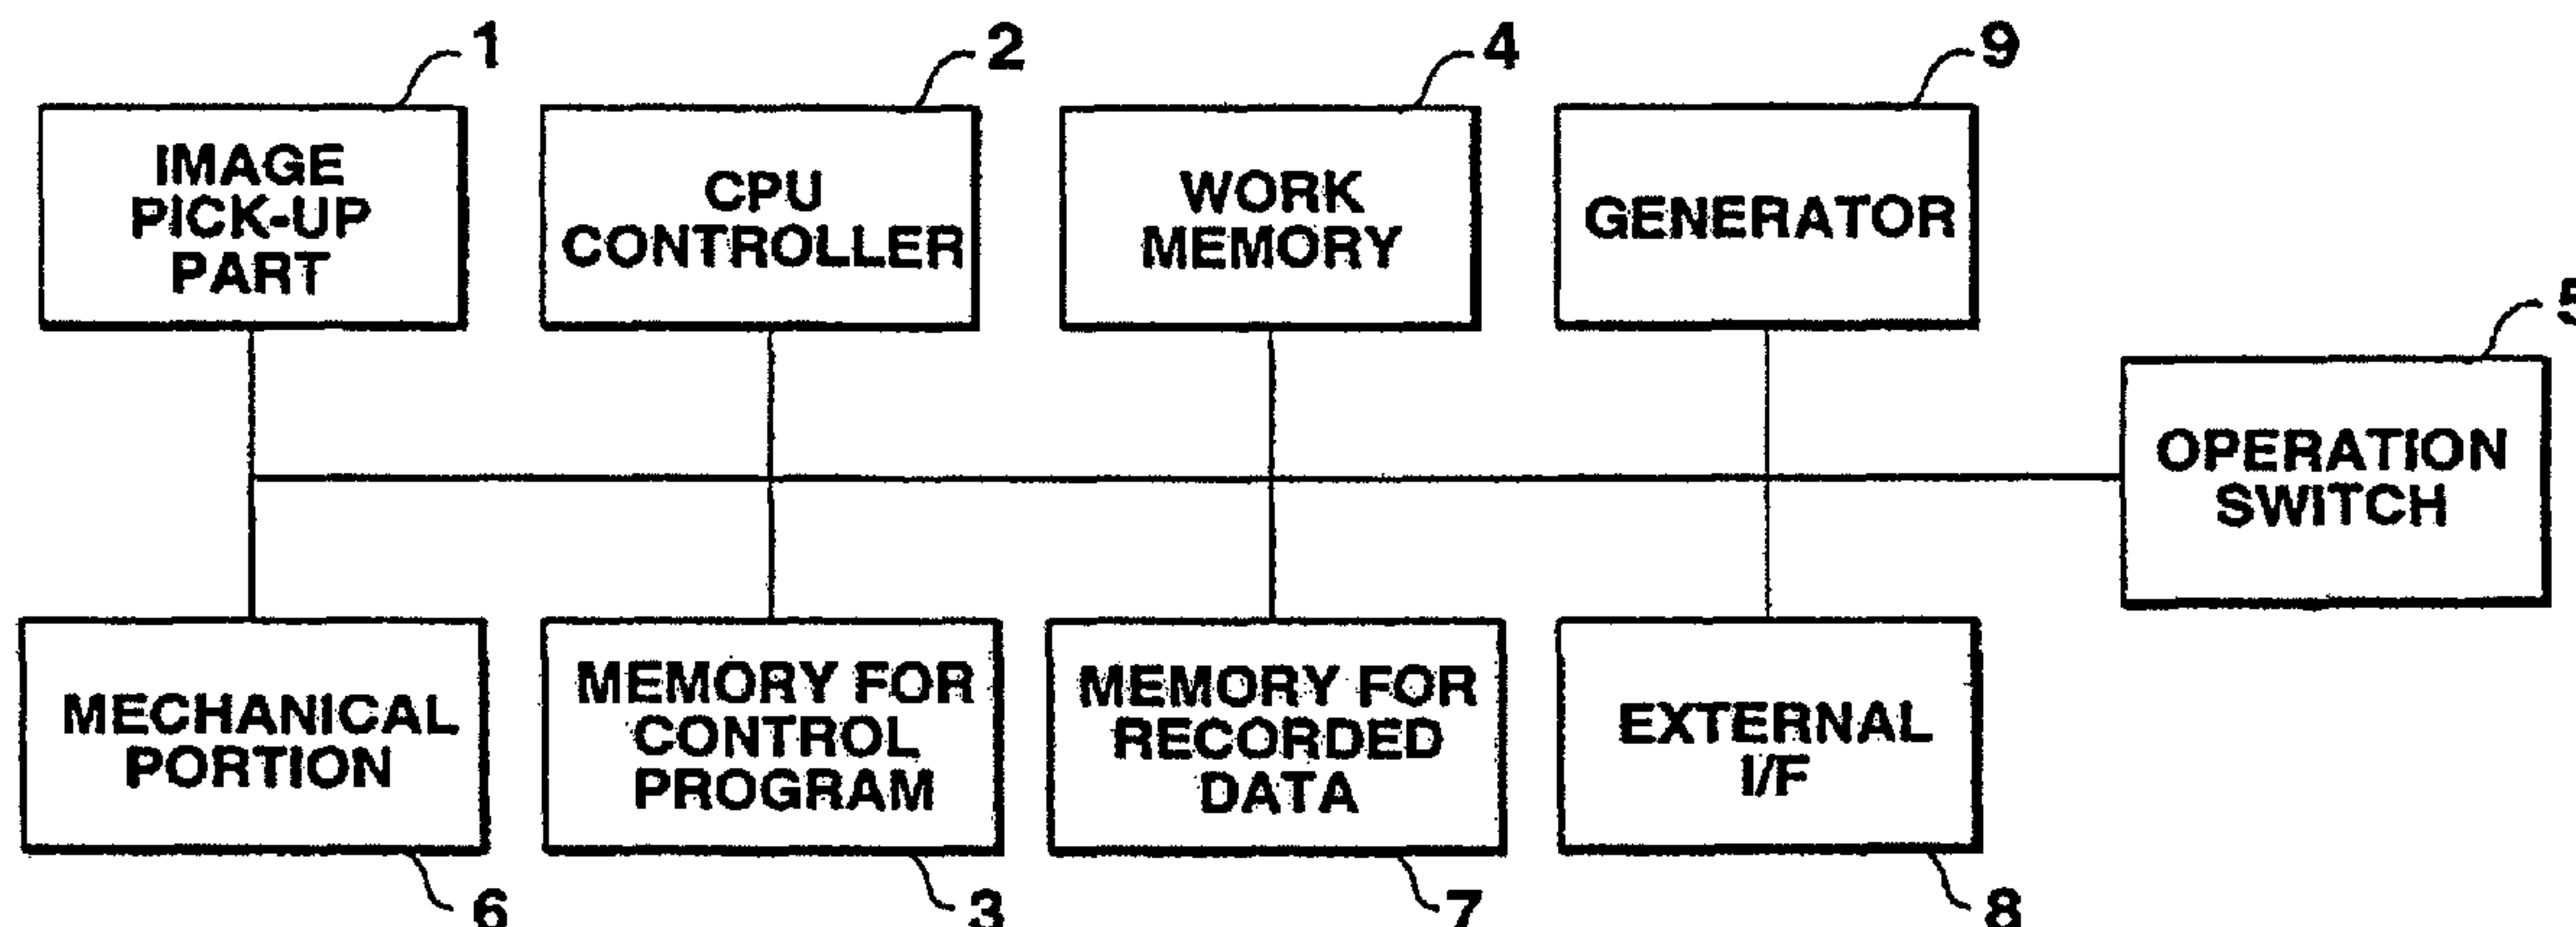 1
2
4
9
IMAGE
PICK-UP
PART
CPU
CONTROLLER
WORK
MEMORY
GENERATOR
5
OPERATION
SWITCH
MECHANICAL
PORTION
MEMORY FOR
CONTROL
PROGRAM
MEMORY FOR
RECORDED
DATA
EXTERNAL
I/F
6
3
7
8